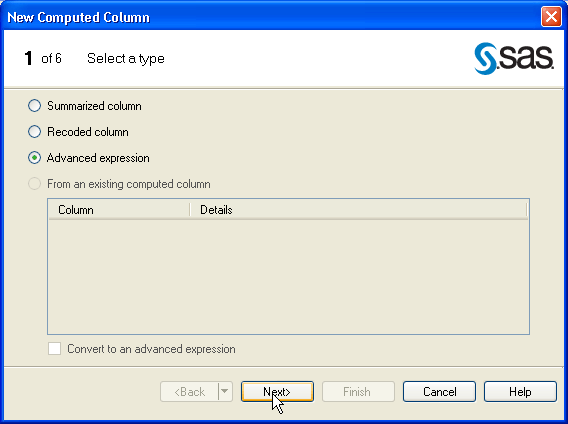 New Computed Column
1 of 6 Select a type
sas
Summarized column
Recoded column
Advanced expression
From an existing computed column
Column Details
Convert to an advanced expression
<Back Next> Finish Cancel Help